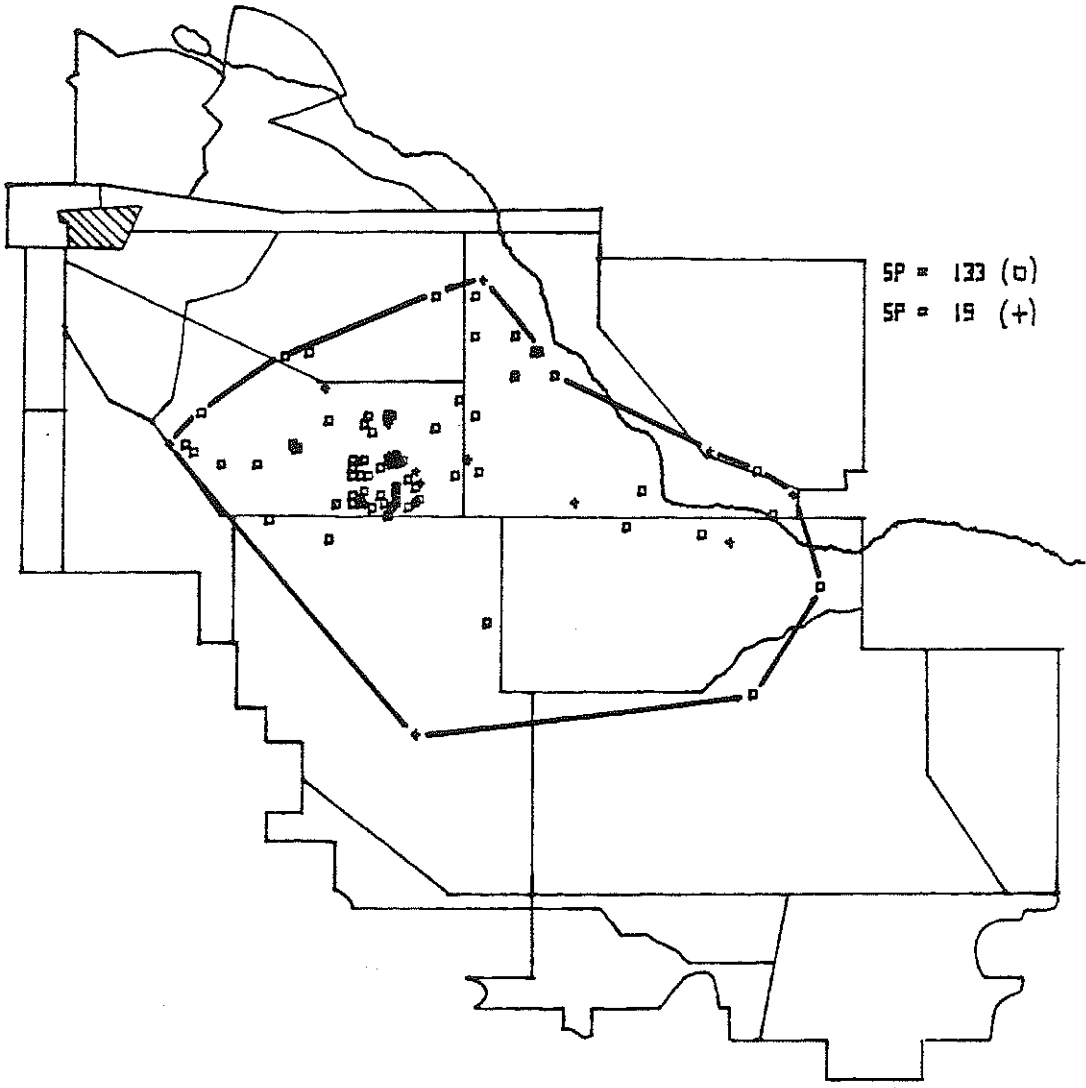 SP = 133 (□)
SP = 19 (+)